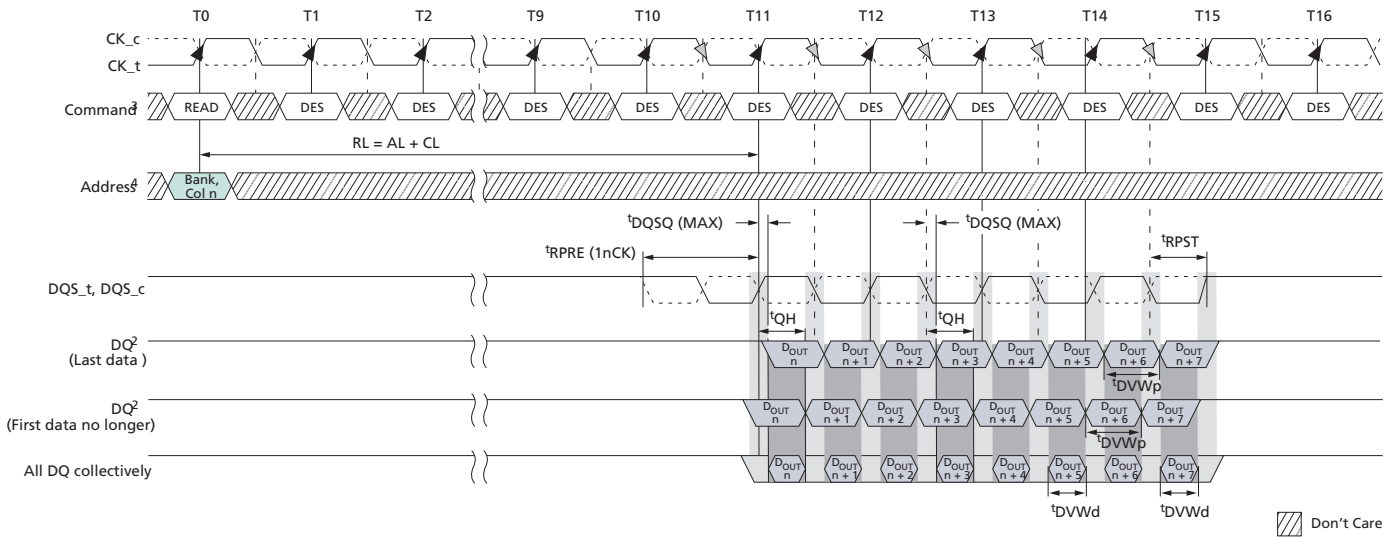 T0 T1 T2 T9 T10 T11 T12 T13 T14 T15 T16
CK_c
CK_t
Command3 READ DES DES DES DES DES DES DES DES DES DES
RL = AL + CL
Address4 Bank, Col n
tDQSQ (MAX) tDQSQ (MAX)
tRPRE (1nCK) tRPST
DQS_t, DQS_c
tQH tQH
DQ2
(Last data )
DOUT n DOUT n + 1 DOUT n + 2 DOUT n + 3 DOUT n + 4 DOUT n + 5 DOUT n + 6 DOUT n + 7
tDVWp
DQ2
(First data no longer)
DOUT n DOUT n + 1 DOUT n + 2 DOUT n + 3 DOUT n + 4 DOUT n + 5 DOUT n + 6 DOUT n + 7
tDVWp
All DQ collectively
DOUT n DOUT n + 1 DOUT n + 2 DOUT n + 3 DOUT n + 4 DOUT n + 5 DOUT n + 6 DOUT n + 7
tDVWd tDVWd
Don't Care